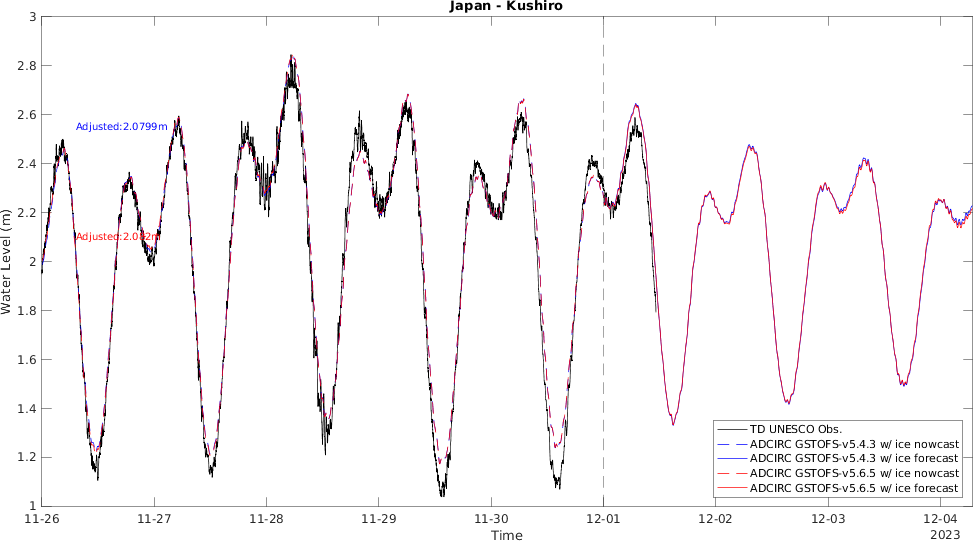 Japan - Kushiro
3
2.8
2.6
2.4
2.2
2
1.8
1.6
1.4
1.2
1
Water Level (m)
Adjusted:2.0799m
Adjusted:2.082m
TD UNESCO Obs.
ADCIRC GSTOFS-v5.4.3 w/ ice nowcast
ADCIRC GSTOFS-v5.4.3 w/ ice forecast
ADCIRC GSTOFS-v5.6.5 w/ ice nowcast
ADCIRC GSTOFS-v5.6.5 w/ ice forecast
11-26 11-27 11-28 11-29 11-30 12-01 12-02 12-03 12-04
Time
2023